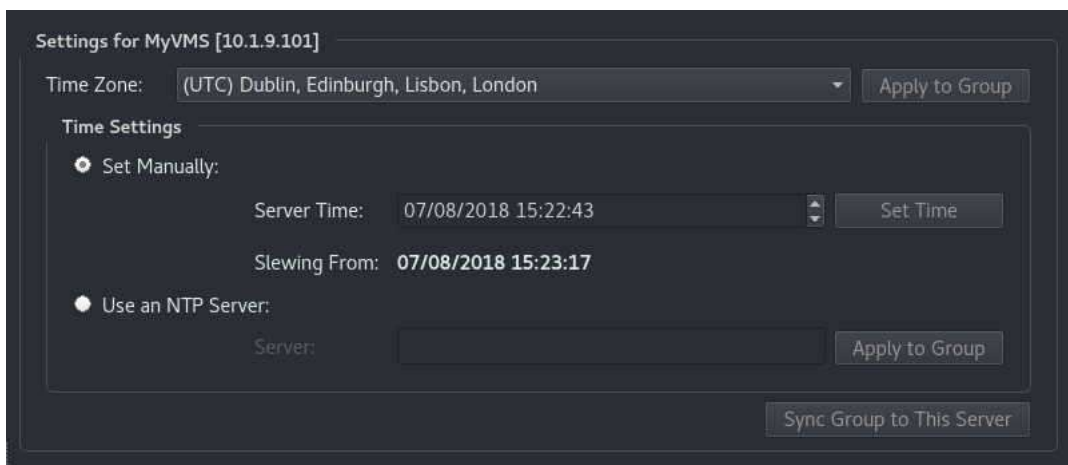 Settings for MyVMS [10.1.9.101]
Time Zone: (UTC) Dublin, Edinburgh, Lisbon, London Apply to Group
Time Settings
Set Manually:
Server Time: 07/08/2018 15:22:43 Set Time
Slewing From: 07/08/2018 15:23:17
Use an NTP Server:
Server: Apply to Group
Sync Group to This Server